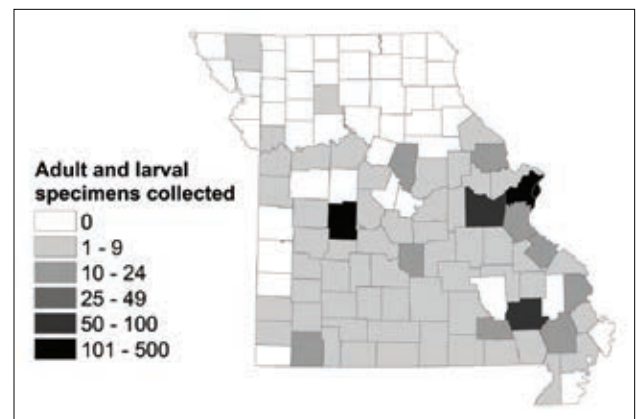 Adult and larval
specimens collected
0
1 - 9
10 - 24
25 - 49
50 - 100
101 - 500